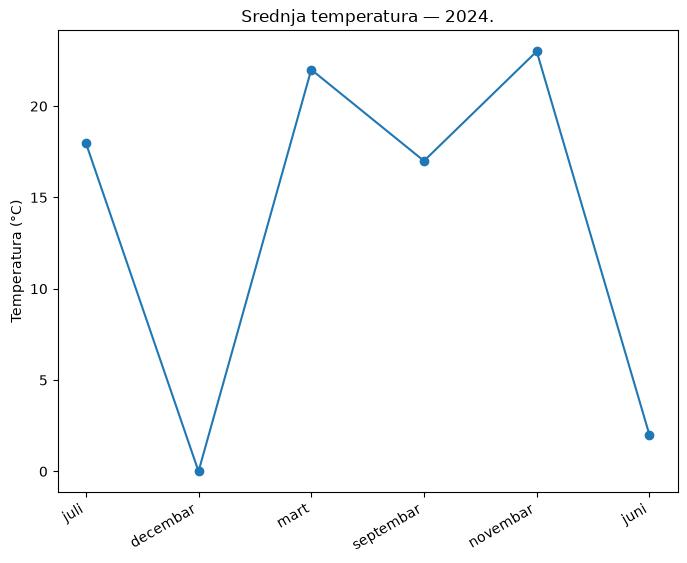 Srednja temperatura — 2024.
Temperatura (°C)
20
15
10
5
0
juli
decembar
mart
septembar
novembar
juni